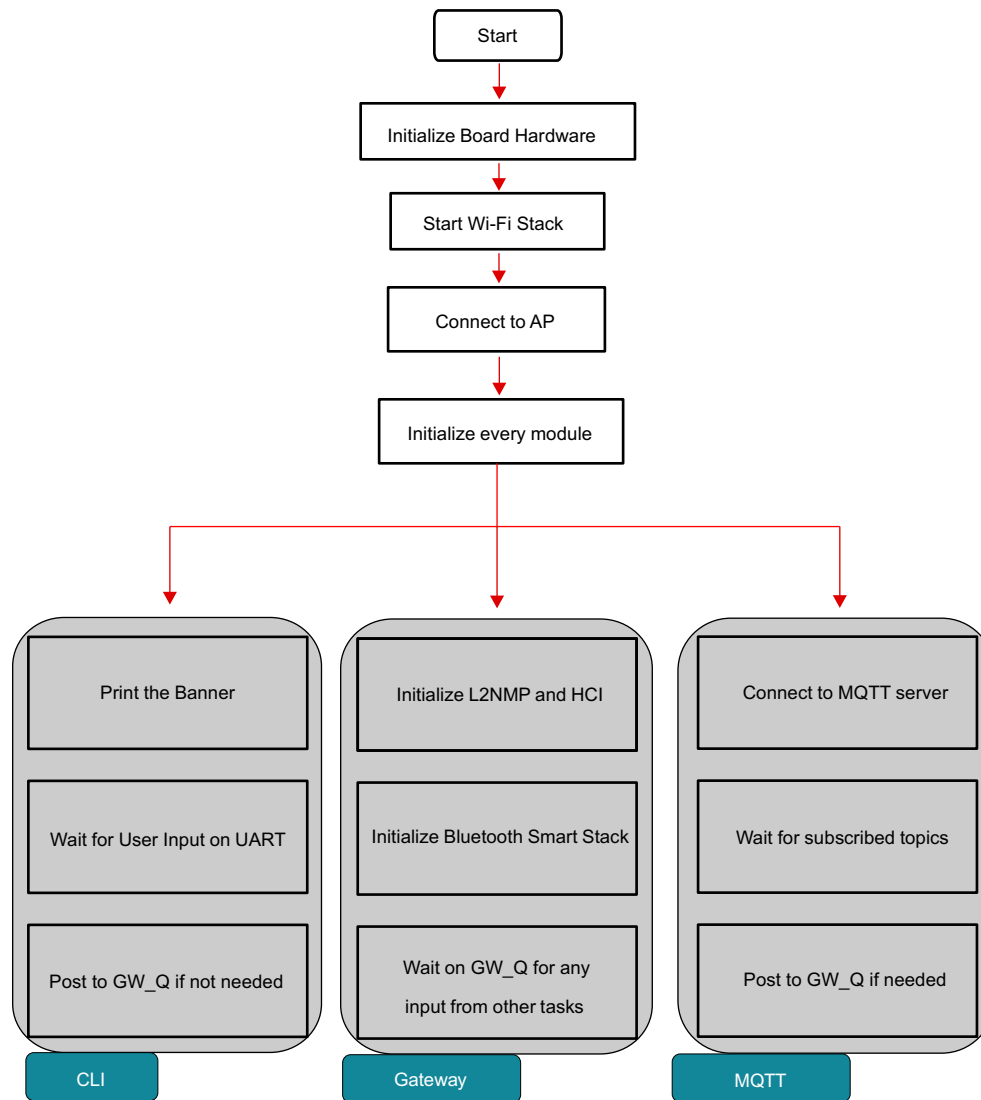 Start
Initialize Board Hardware
Start Wi-Fi Stack
Connect to AP
Initialize every module
Print the Banner
Wait for User Input on UART
Post to GW_Q if not needed
CLI
Initialize L2NMP and HCI
Initialize Bluetooth Smart Stack
Wait on GW_Q for any
input from other tasks
Gateway
Connect to MQTT server
Wait for subscribed topics
Post to GW_Q if needed
MQTT